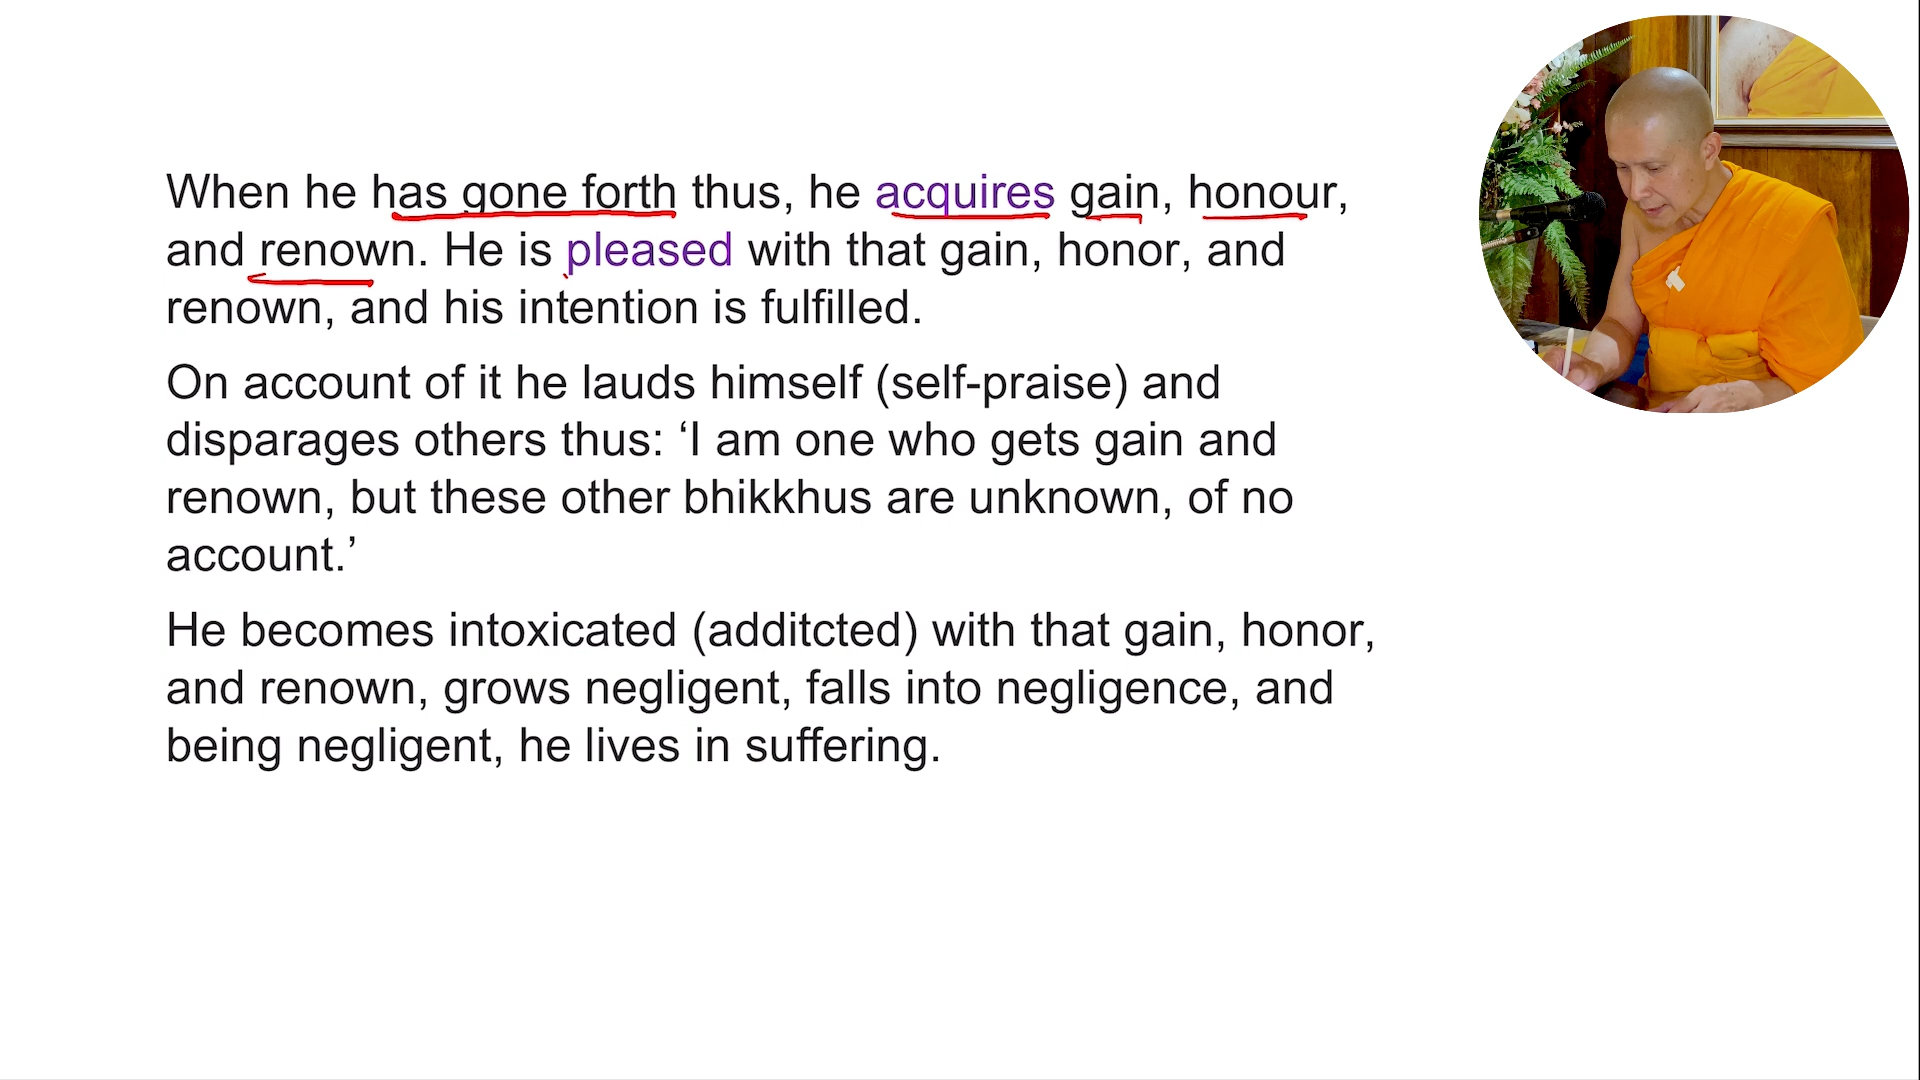 When he has gone forth thus, he acquires gain, honour,
and renown. He is pleased with that gain, honor, and
renown, and his intention is fulfilled.
On account of it he lauds himself (self-praise) and
disparages others thus: ‘I am one who gets gain and
renown, but these other bhikkhus are unknown, of no
account.’
He becomes intoxicated (additcted) with that gain, honor,
and renown, grows negligent, falls into negligence, and
being negligent, he lives in suffering.